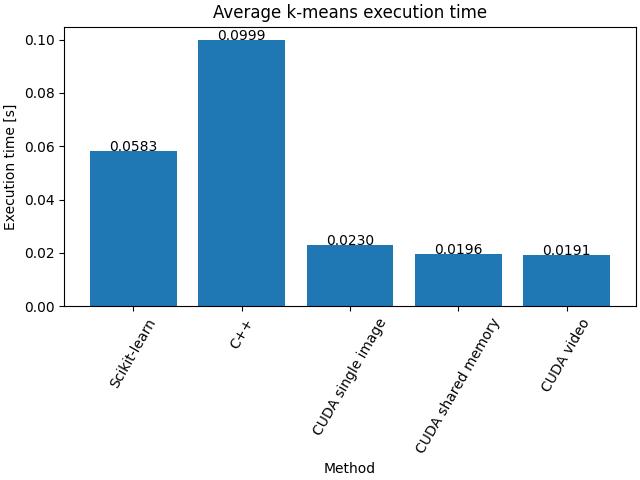 Average k-means execution time
Execution time [s]
0.10
0.08
0.06
0.04
0.02
0.00
0.0583
0.0999
0.0230
0.0196
0.0191
Scikit-learn
C++
CUDA single image
CUDA shared memory
CUDA video
Method